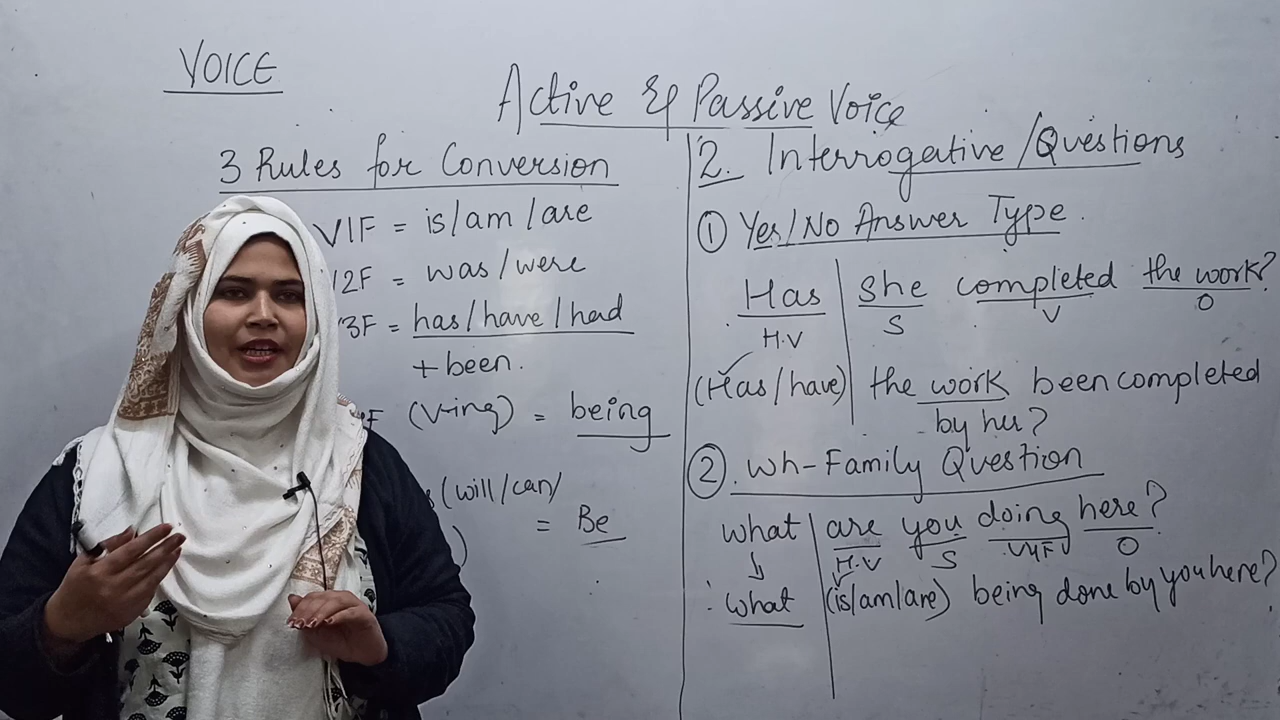 VOICE
Active & Passive Voice
3 Rules for Conversion
V1F = is/am/are
V2F = was/were
V3F = has/have/had
+ been.
(V-ing) = being
(will/can/
= Be
)
2. Interrogative/Questions
① Yes/No Answer Type.
Has she completed the work?
H.V S V O
(Has/have) the work been completed
by her?
② . Wh-Family Question
what are you doing here?
H.V S V4F O
∴ what (is/am/are) being done by you here?